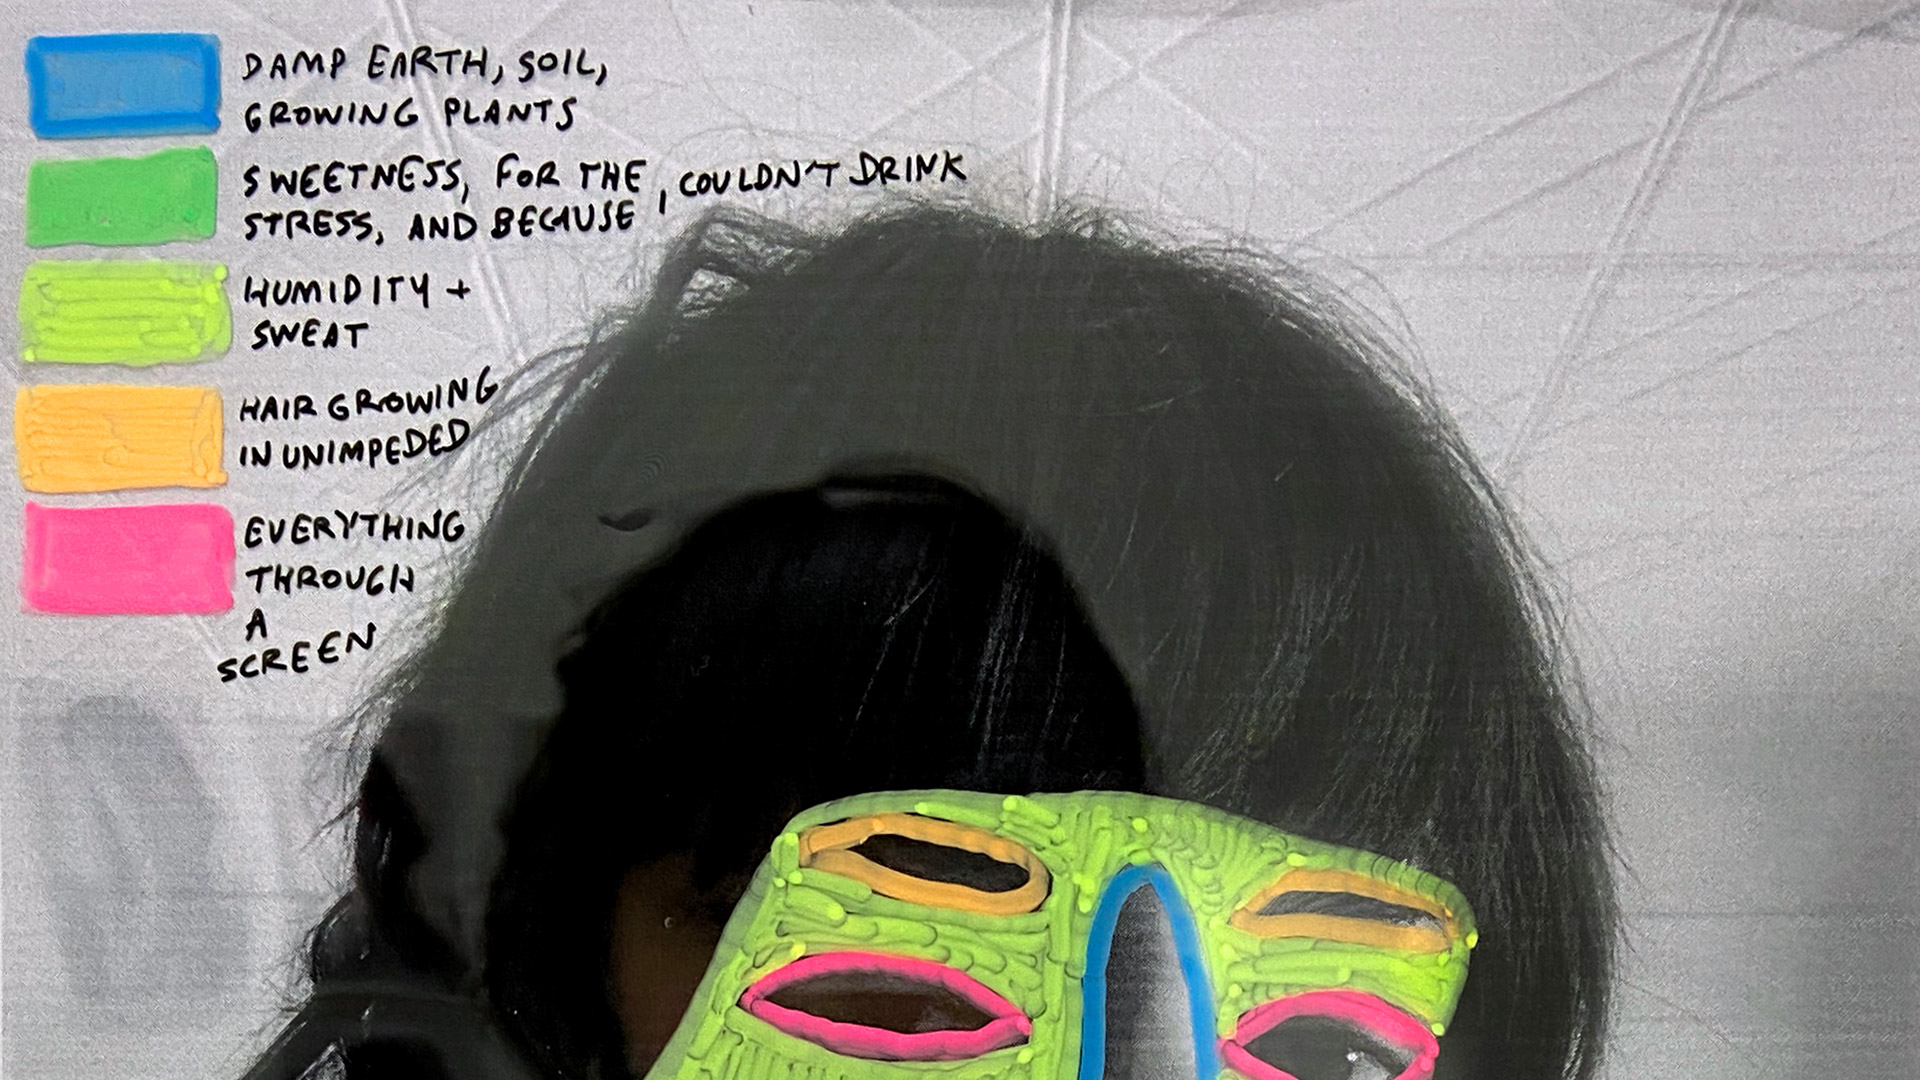 DAMP EARTH, SOIL,
GROWING PLANTS
SWEETNESS, FOR THE
STRESS, AND BECAUSE I COULDN'T DRINK
HUMIDITY +
SWEAT
HAIR GROWING
IN UNIMPEDED
EVERYTHING
THROUGH
A
SCREEN